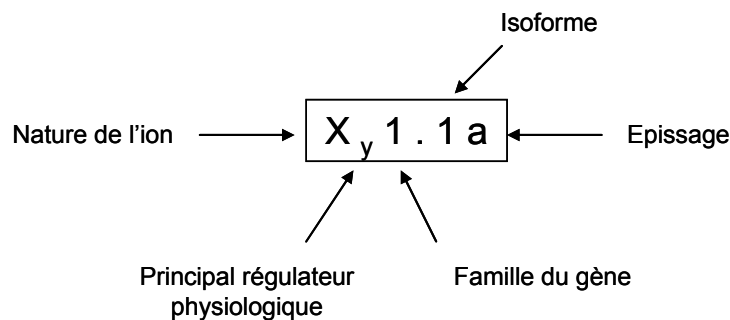 Isoforme
Nature de l'ion
X y 1 . 1 a
Epissage
Principal régulateur
physiologique
Famille du gène